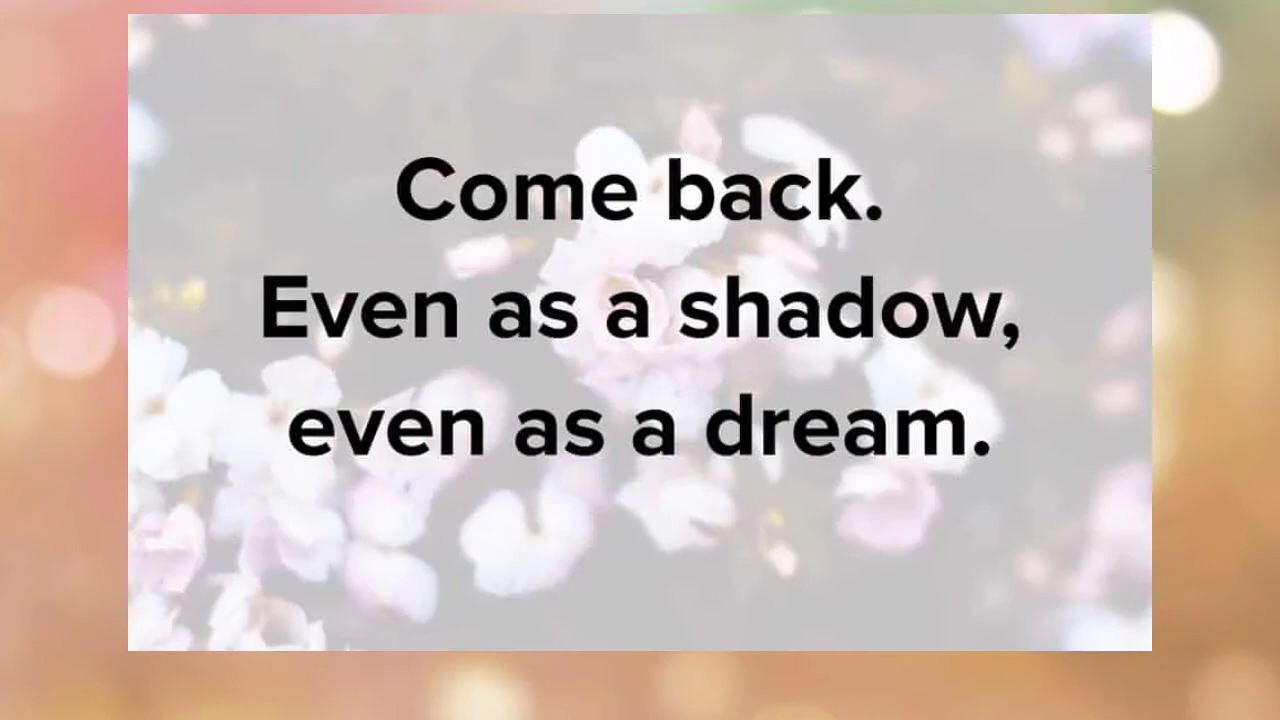 Come back.
Even as a shadow,
even as a dream.